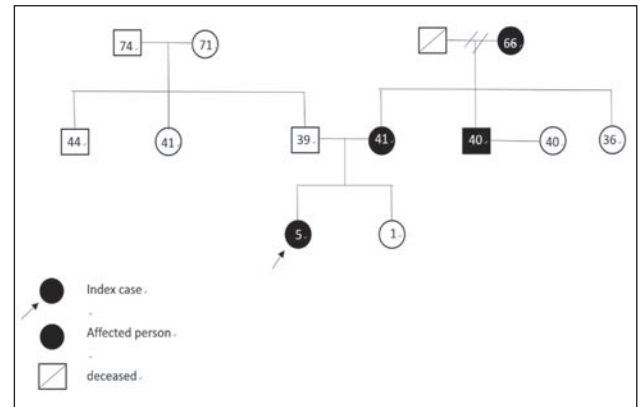 74 71 66
44 41 39 41 40 40 36
5 1
Index case
Affected person
deceased